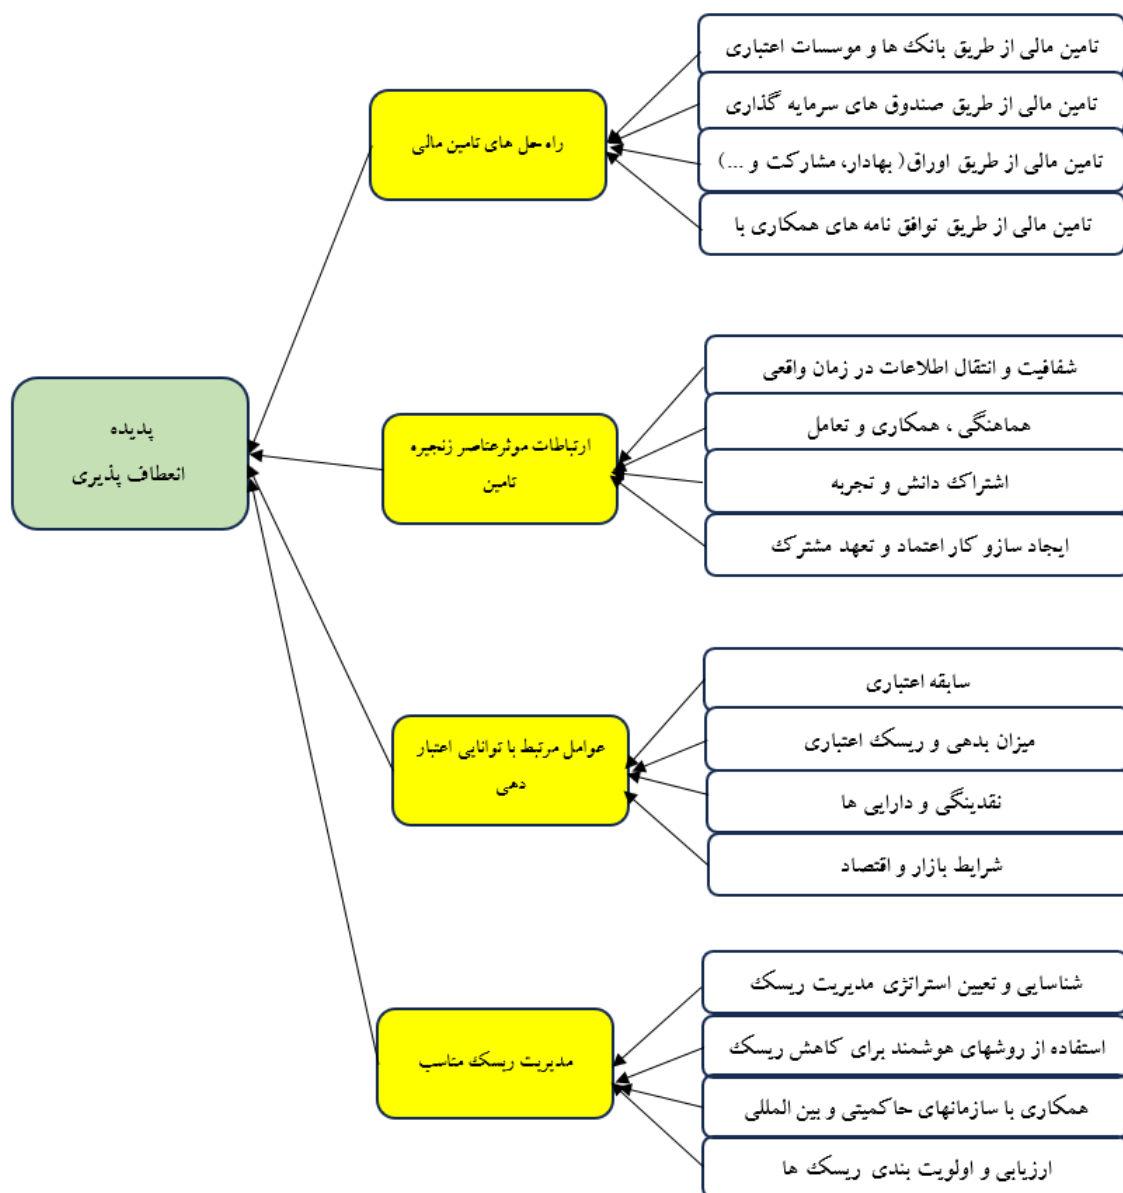 تامین مالی از طریق بانک ها و موسسات اعتباری
تامین مالی از طریق صندوق های سرمایه گذاری
تامین مالی از طریق اوراق( بهادار، مشارکت و ...)
تامین مالی از طریق توافق نامه های همکاری با
راه حل های تامین مالی
شفافیت و انتقال اطلاعات در زمان واقعی
هماهنگی ، همکاری و تعامل
اشتراک دانش و تجربه
ایجاد سازو کار اعتماد و تعهد مشترک
ارتباطات موثرعناصر زنجیره
تامین
پدیده
انعطاف پذیری
سابقه اعتباری
میزان بدهی و ریسک اعتباری
نقدینگی و دارایی ها
شرایط بازار و اقتصاد
عوامل مرتبط با توانایی اعتبار
دهی
شناسایی و تعیین استراتژی مدیریت ریسک
استفاده از روشهای هوشمند برای کاهش ریسک
همکاری با سازمانهای حاکمیتی و بین المللی
ارزیابی و اولویت بندی ریسک ها
مدیریت ریسک مناسب